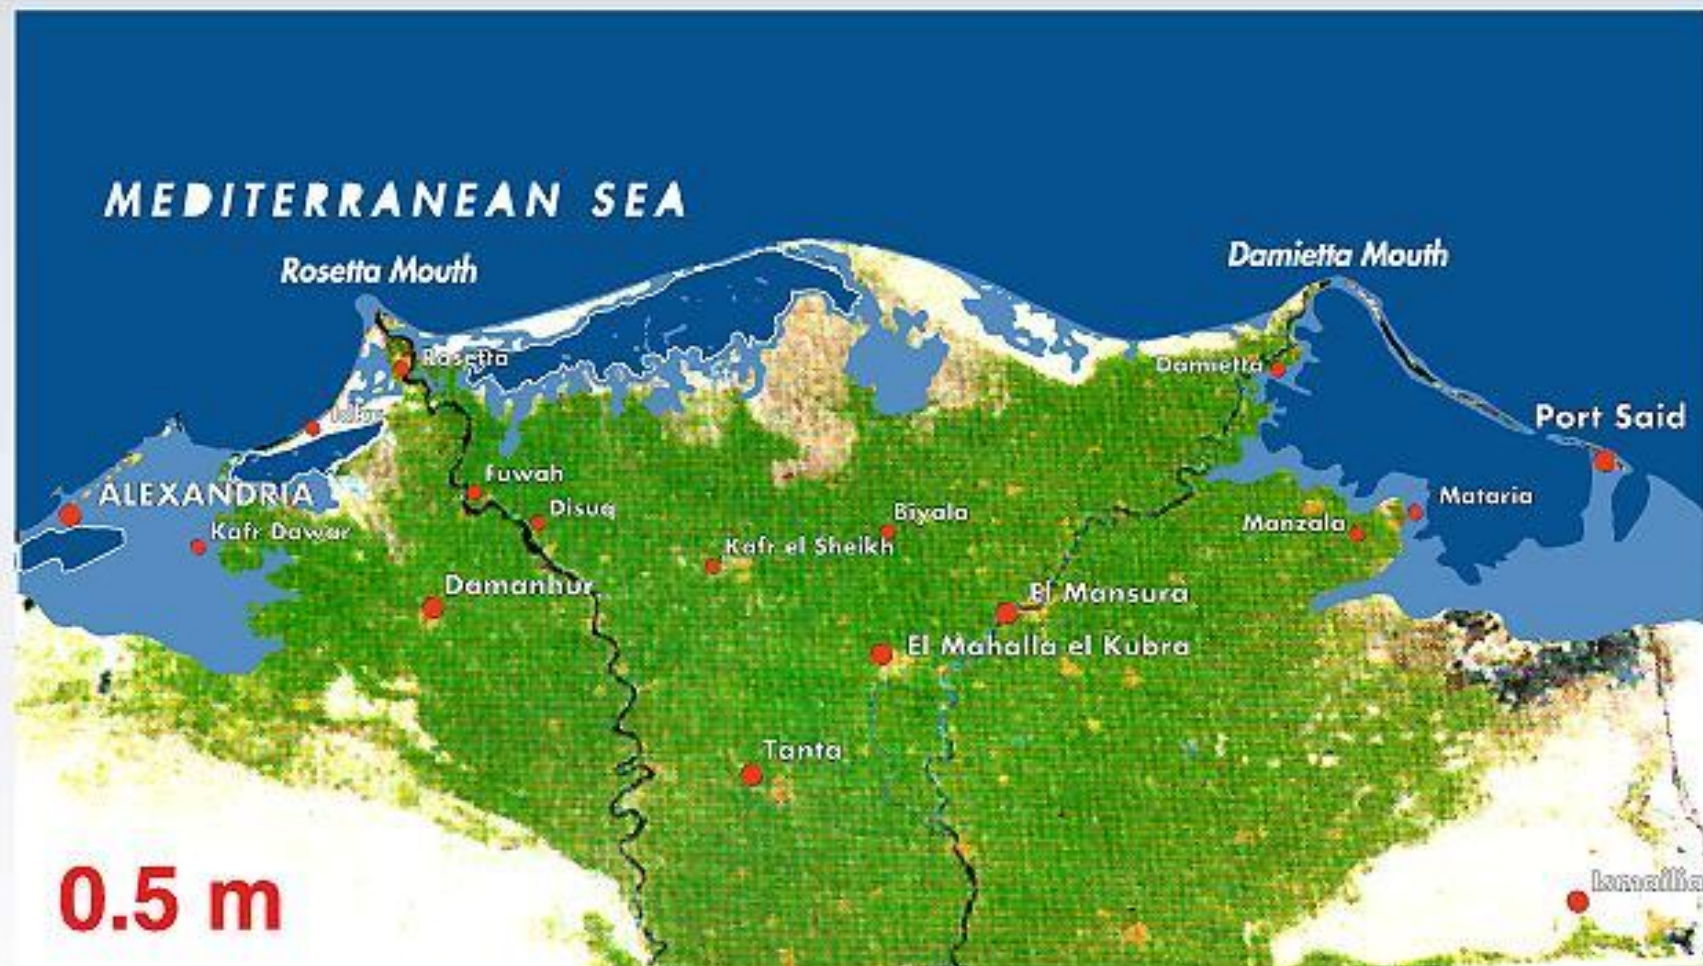 MEDITERRANEAN SEA
Damietta Mouth
Rosetta Mouth
Rosetta
Damietta
Port Said
Fuwah
ALEXANDRIA
Disuq
Biyala
Mataria
Kafr Dawar
Manzala
Kafr el Sheikh
Damanhur
El Mansura
El Mahalla el Kubra
Tanta
Ismailia
0.5 m